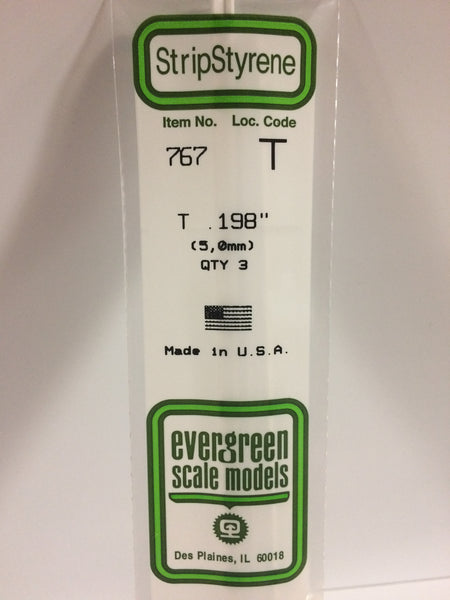 StripStyrene
Item No. Loc. Code
767 T
T .198"
(5,0mm)
QTY 3
Made in U.S.A.
evergreen
scale models
Des Plaines, IL 60018